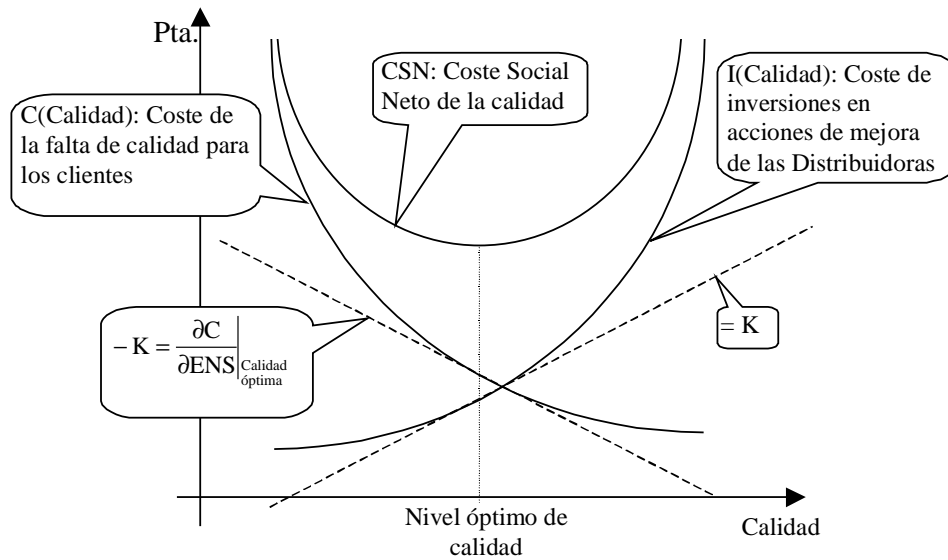 Pta.
CSN: Coste Social
Neto de la calidad
I(Calidad): Coste de
inversiones en
acciones de mejora
de las Distribuidoras
C(Calidad): Coste de
la falta de calidad para
los clientes
− K = ∂C/∂ENS | Calidad óptima
= K
Nivel óptimo de
calidad
Calidad